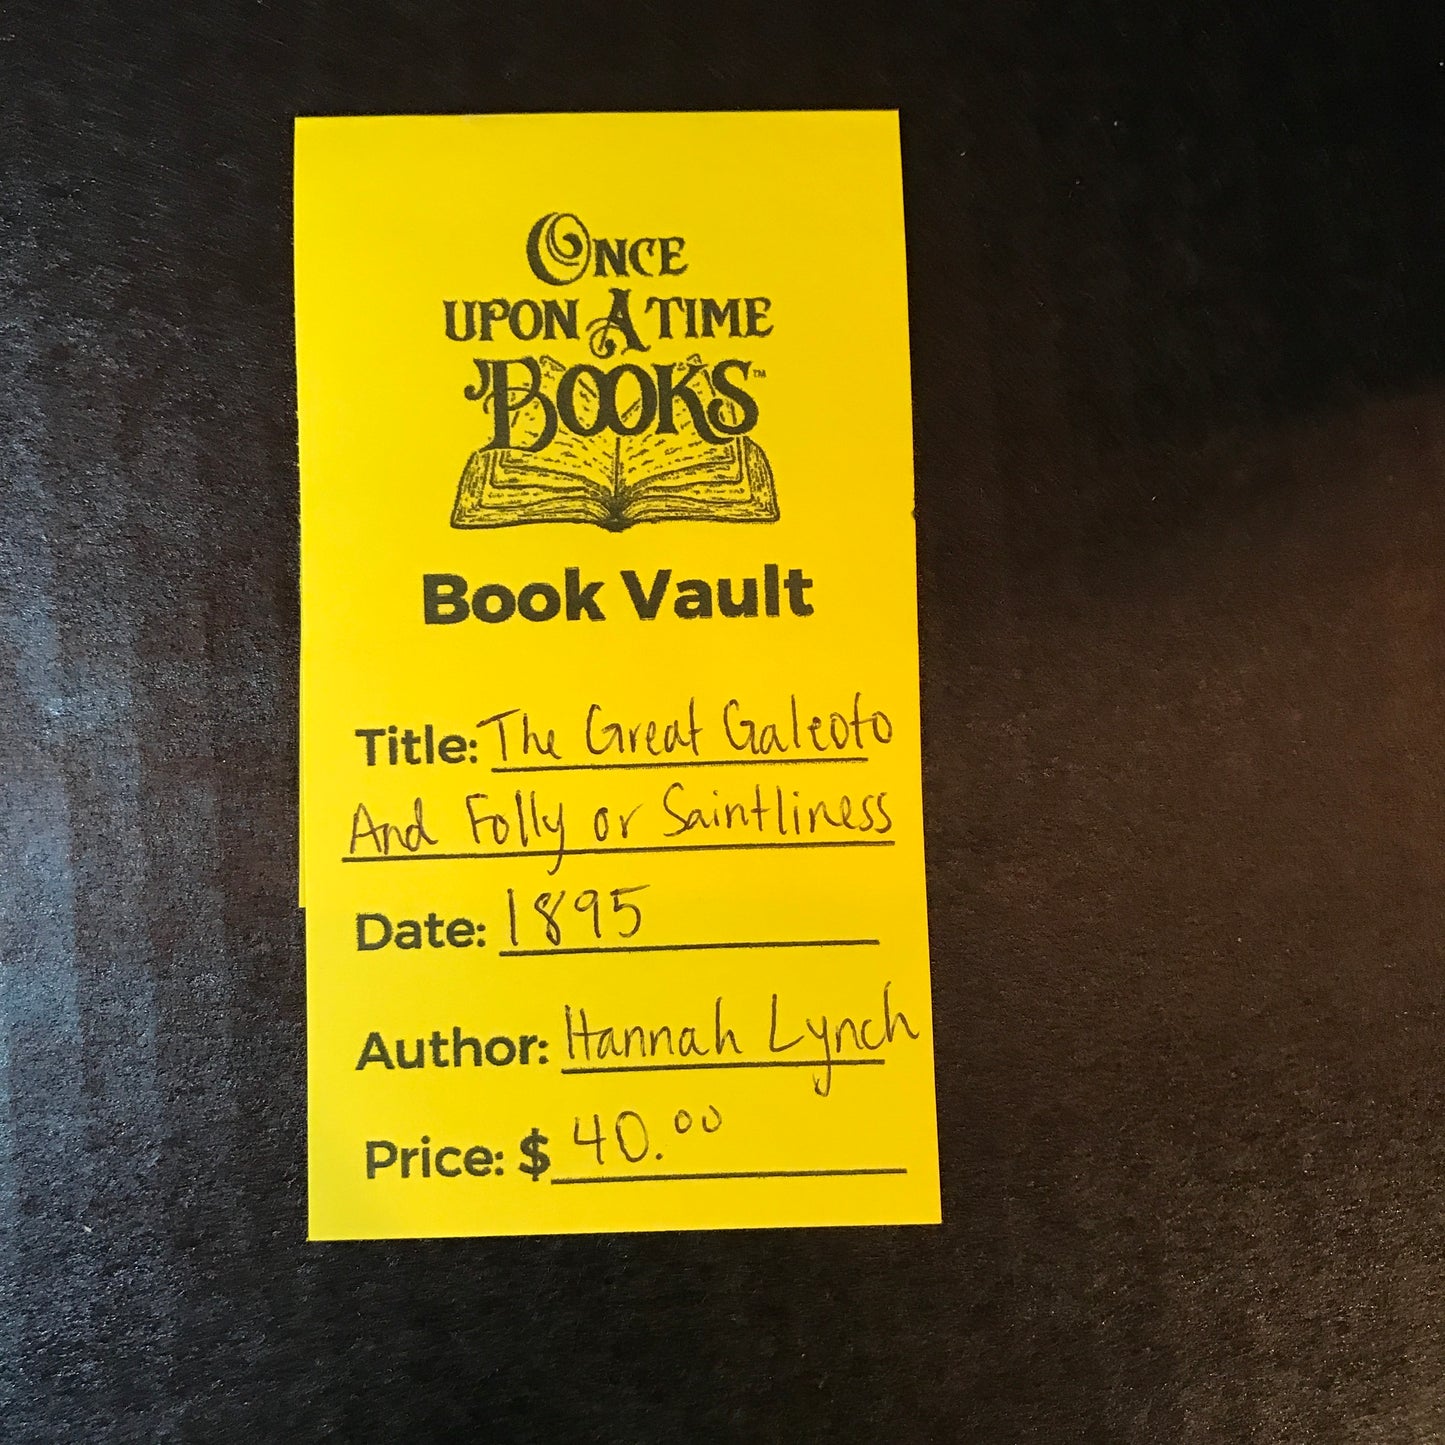 ONCE
UPON A TIME
BOOKS™
Book Vault
Title: The Great Galeoto
And Folly or Saintliness
Date: 1895
Author: Hannah Lynch
Price: $ 40.00